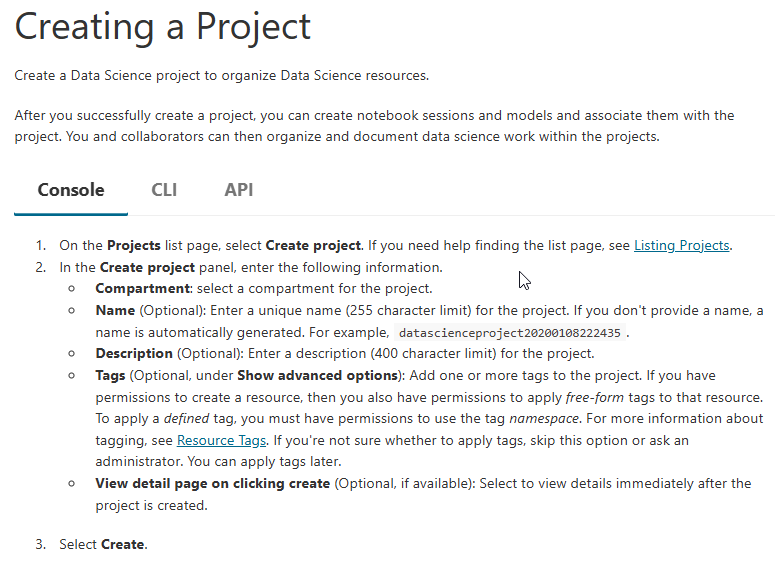 Creating a Project
Create a Data Science project to organize Data Science resources.
After you successfully create a project, you can create notebook sessions and models and associate them with the
project. You and collaborators can then organize and document data science work within the projects.
Console CLI API
1. On the Projects list page, select Create project. If you need help finding the list page, see Listing Projects.
2. In the Create project panel, enter the following information.
Compartment: select a compartment for the project.
Name (Optional): Enter a unique name (255 character limit) for the project. If you don't provide a name, a
name is automatically generated. For example, datascienceproject20200108222435 .
Description (Optional): Enter a description (400 character limit) for the project.
Tags (Optional, under Show advanced options): Add one or more tags to the project. If you have
permissions to create a resource, then you also have permissions to apply free-form tags to that resource.
To apply a defined tag, you must have permissions to use the tag namespace. For more information about
tagging, see Resource Tags. If you're not sure whether to apply tags, skip this option or ask an
administrator. You can apply tags later.
View detail page on clicking create (Optional, if available): Select to view details immediately after the
project is created.
3. Select Create.